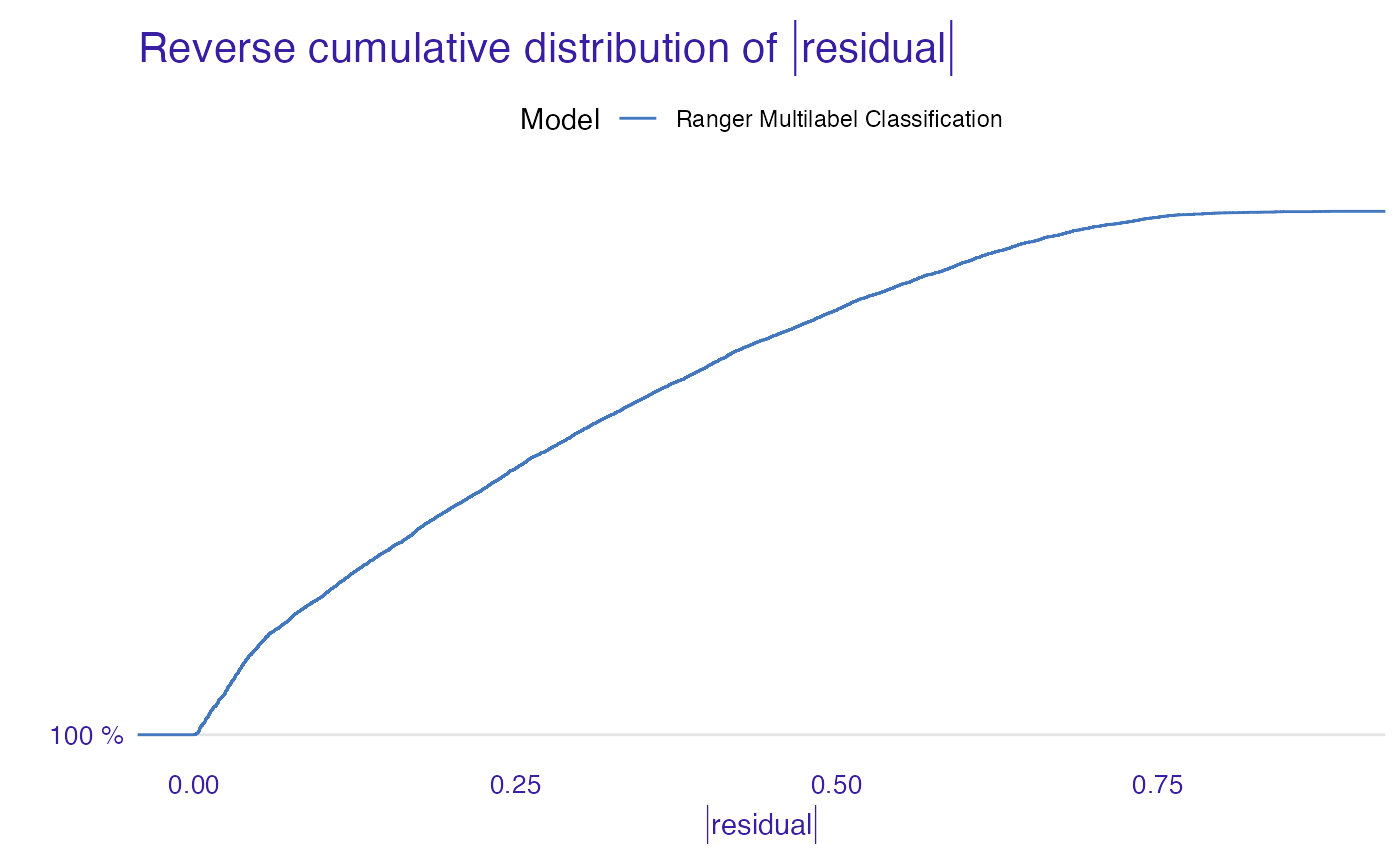 Reverse cumulative distribution of |residual|
Model Ranger Multilabel Classification
100 %
0.00 0.25 0.50 0.75
|residual|